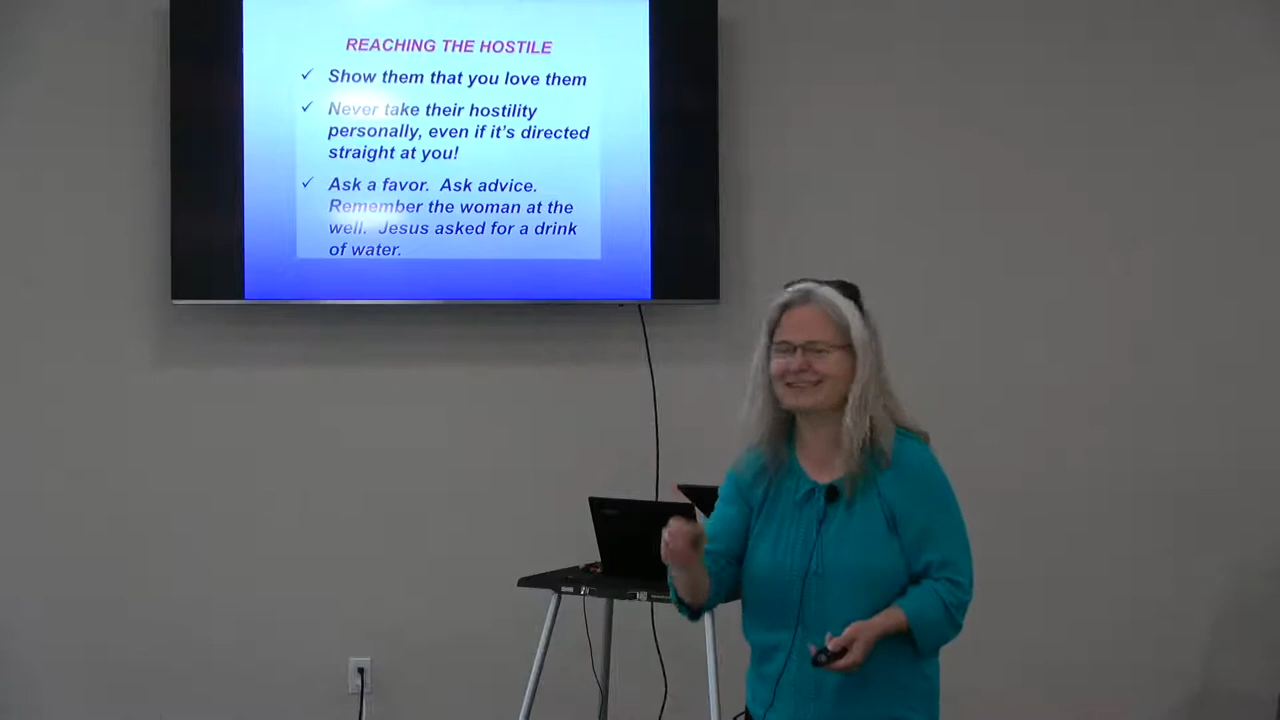 REACHING THE HOSTILE
✓ Show them that you love them
✓ Never take their hostility
personally, even if it's directed
straight at you!
✓ Ask a favor. Ask advice.
Remember the woman at the
well. Jesus asked for a drink
of water.